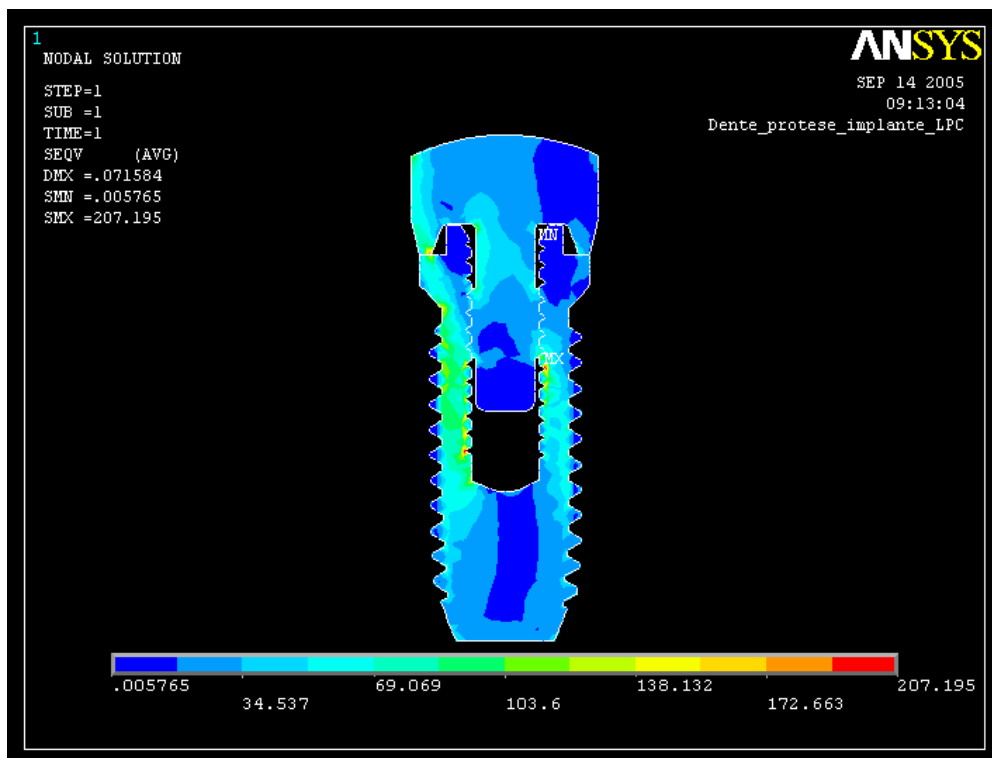 1
NODAL SOLUTION
STEP=1
SUB =1
TIME=1
SEQV     (AVG)
DMX =.071584
SMN =.005765
SMX =207.195
ANSYS
SEP 14 2005
09:13:04
Dente_protese_implante_LPC
MN
MX
.005765
34.537
69.069
103.6
138.132
172.663
207.195